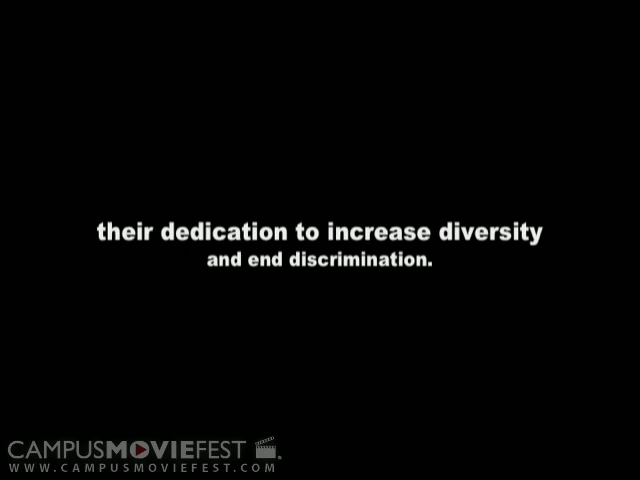 their dedication to increase diversity
and end discrimination.
CAMPUSMOVIEFEST
WWW.CAMPUSMOVIEFEST.COM